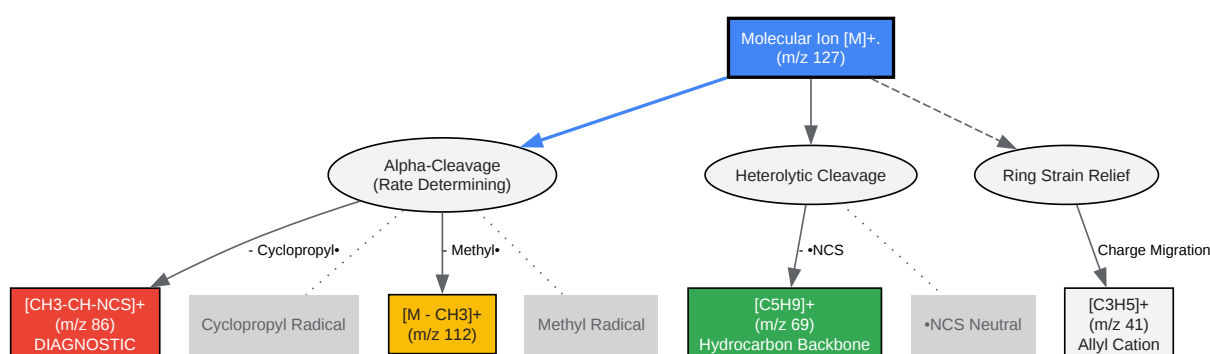 Molecular Ion [M]+.
(m/z 127)
Alpha-Cleavage
(Rate Determining)
Heterolytic Cleavage
Ring Strain Relief
- Cyclopropyl•
- Methyl•
- •NCS
Charge Migration
[CH3-CH-NCS]+
(m/z 86)
DIAGNOSTIC
Cyclopropyl Radical
[M - CH3]+
(m/z 112)
Methyl Radical
[C5H9]+
(m/z 69)
Hydrocarbon Backbone
•NCS Neutral
[C3H5]+
(m/z 41)
Allyl Cation